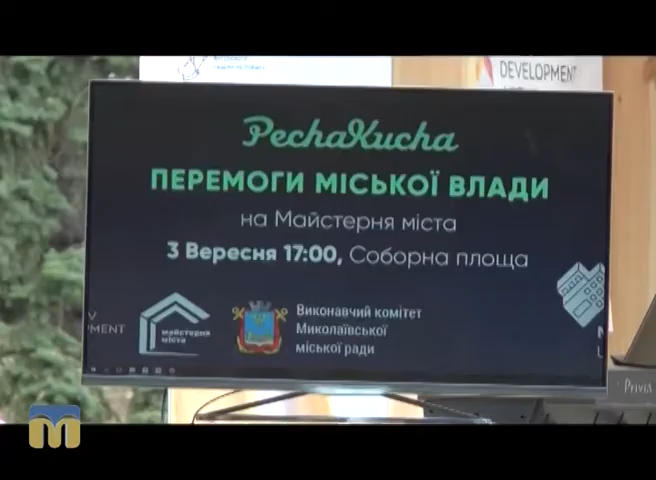 DEVELOPMENT
PechaKucha
ПЕРЕМОГИ МІСЬКОЇ ВЛАДИ
на Майстерня міста
3 Вересня 17:00, Соборна площа
майстерня
міста
Виконавчий комітет
Миколаївської
міської ради
Privia